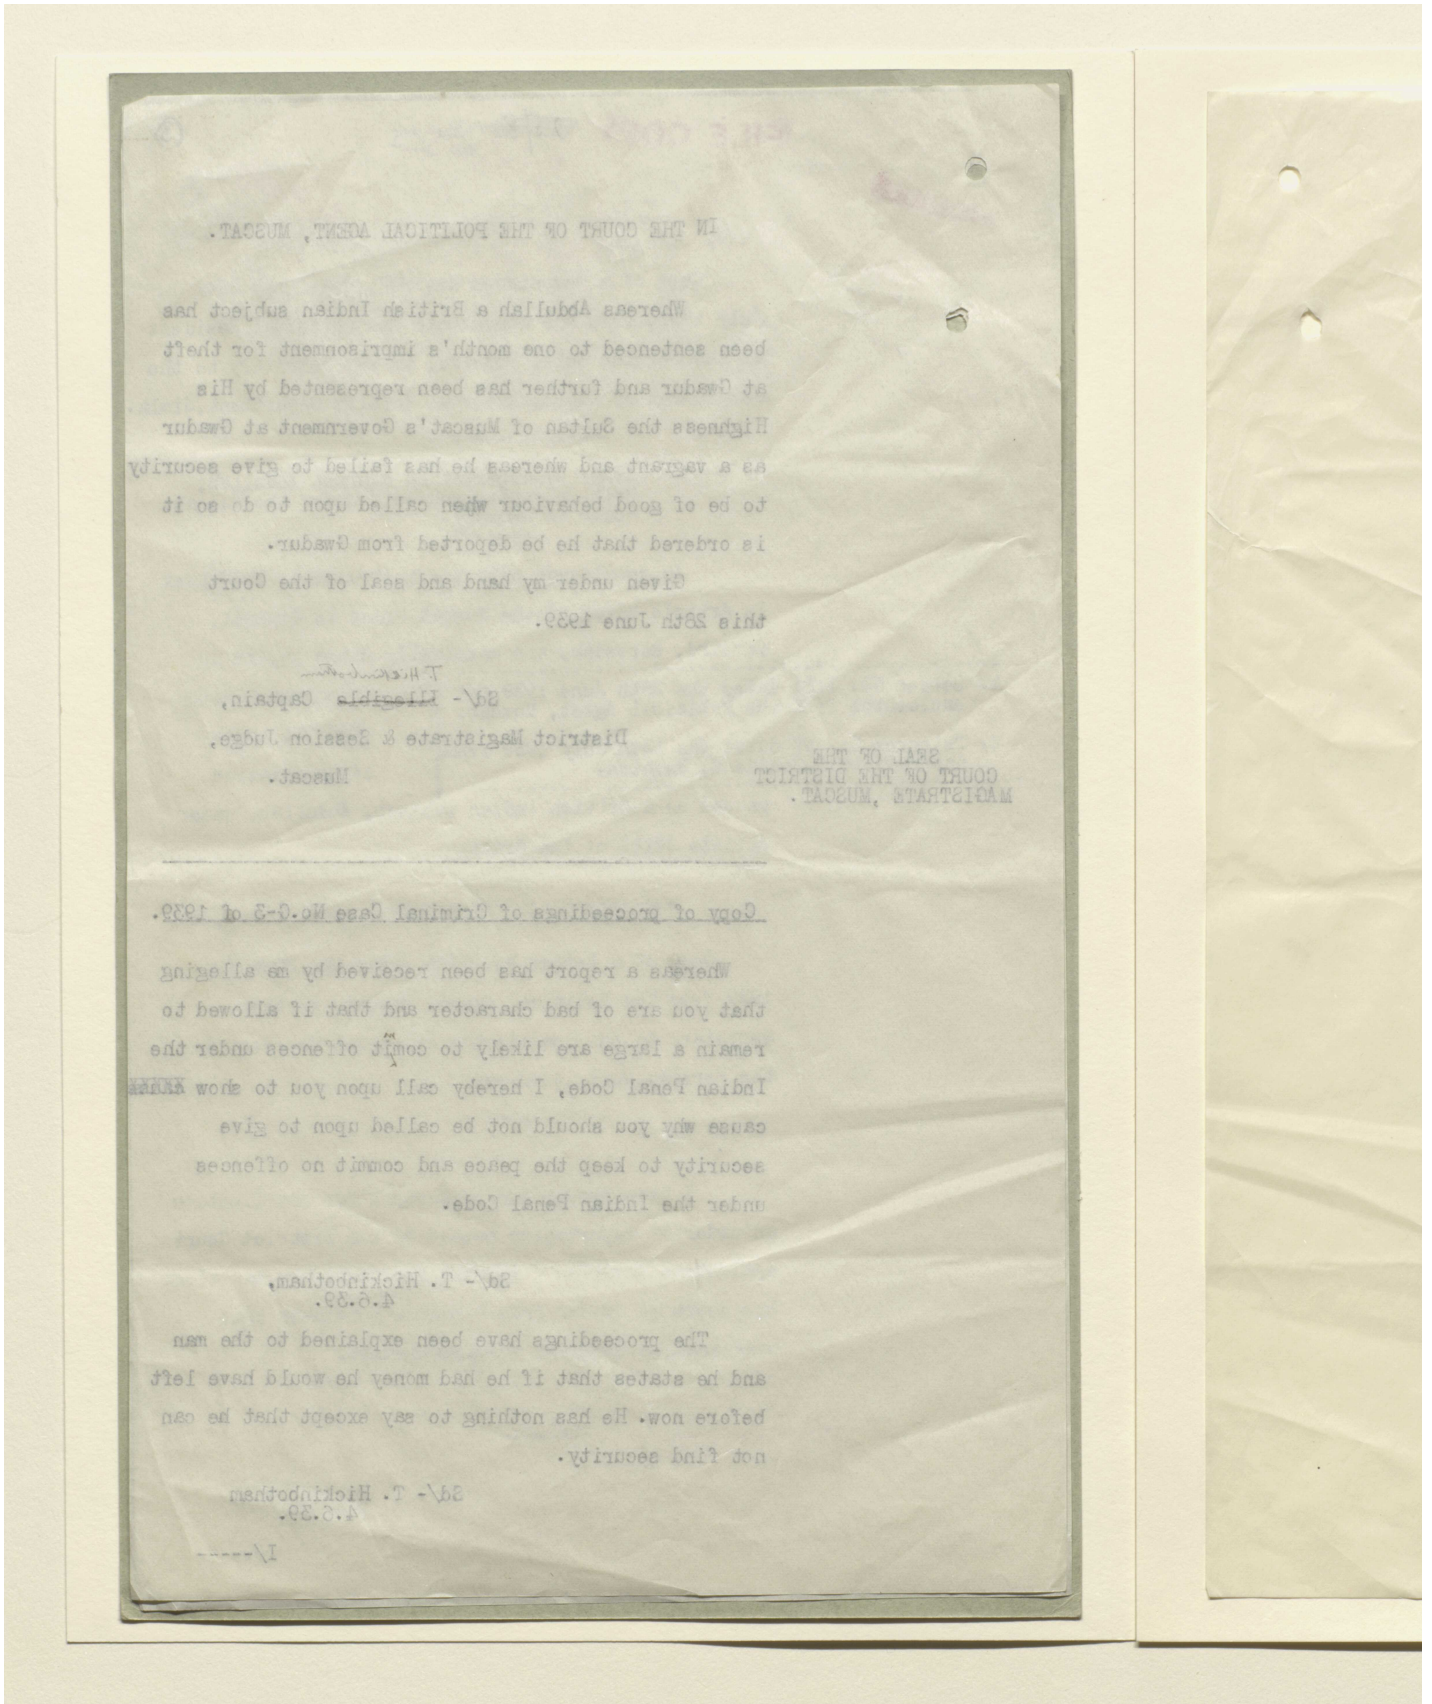 IN THE COURT OF THE POLITICAL AGENT, MUSCAT.
Whereas Abdullah a British Indian subject has
been sentenced to one month's imprisonment for theft
at Gwadur and further has been represented by His
Highness the Sultan of Muscat's Government at Gwadur
as a vagrant and whereas he has failed to give security
to be of good behaviour when called upon to do so it
is ordered that he be deported from Gwadur.
Given under my hand and seal of the Court
this 28th June 1939.
T. Hickinbotham
Sd/- Illegible Captain,
District Magistrate & Session Judge,
Muscat.
SEAL OF THE
COURT OF THE DISTRICT
MAGISTRATE ,MUSCAT.
Copy of proceedings of Criminal Case No.G-3 of 1939.
Whereas a report has been received by me alleging
that you are of bad character and that if allowed to
remain a large are likely to commit offences under the
Indian Penal Code, I hereby call upon you to show
cause why you should not be called upon to give
security to keep the peace and commit no offences
under the Indian Penal Code.
Sd/- T. Hickinbotham,
4.6.39.
The proceedings have been explained to the man
and he states that if he had money he would have left
before now. He has nothing to say except that he can
not find security.
Sd/- T. Hickinbotham
4.6.39.
I/-----